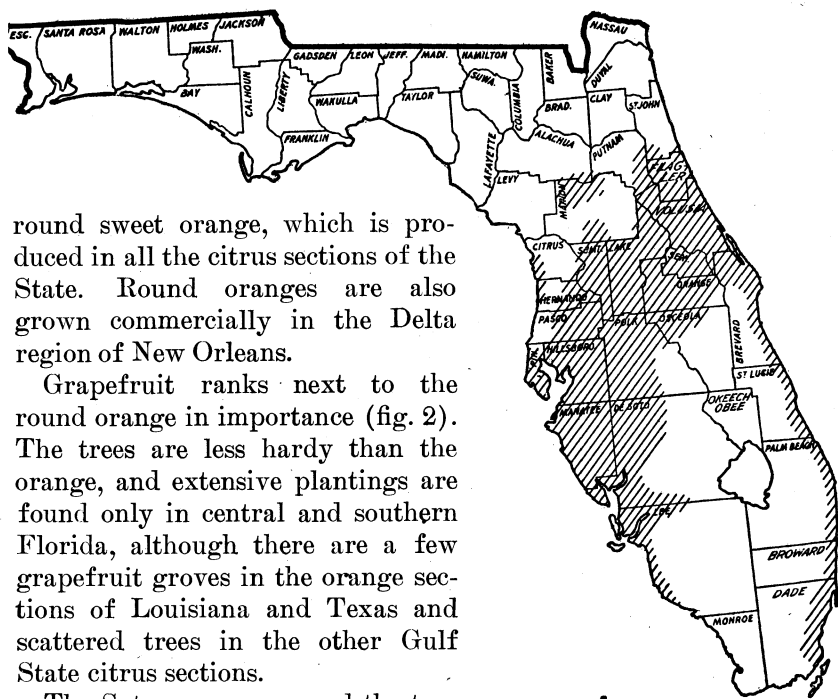 NASSAU
ESC.
SANTA ROSA
WALTON
HOLMES
JACKSON
WASH.
BAY
CALHOUN
LIBERTY
GADSDEN
LEON
JEFF.
MADI.
HAMILTON
SUWA.
COLUMBIA
BAKER
DUVAL
WAKULLA
TAYLOR
BRAD.
CLAY
ST JOHN
FRANKLIN
LAFAYETTE
ALACHUA
PUTNAM
LEVY
MARION
FLAG-
LER
VOLUSIA
CITRUS
SUMT.
LAKE
SEM.
ORANGE
HERNANDO
PASCO
POLK
OSCEOLA
BREVARD
PIN.
HILLSBORO
ST LUCIE
MANATEE
DE SOTO
OKEECH
OBEE
PALM BEACH
LEE
BROWARD
DADE
MONROE
round sweet orange, which is pro-
duced in all the citrus sections of the
State. Round oranges are also
grown commercially in the Delta
region of New Orleans.
Grapefruit ranks next to the
round orange in importance (fig. 2).
The trees are less hardy than the
orange, and extensive plantings are
found only in central and southern
Florida, although there are a few
grapefruit groves in the orange sec-
tions of Louisiana and Texas and
scattered trees in the other Gulf
State citrus sections.